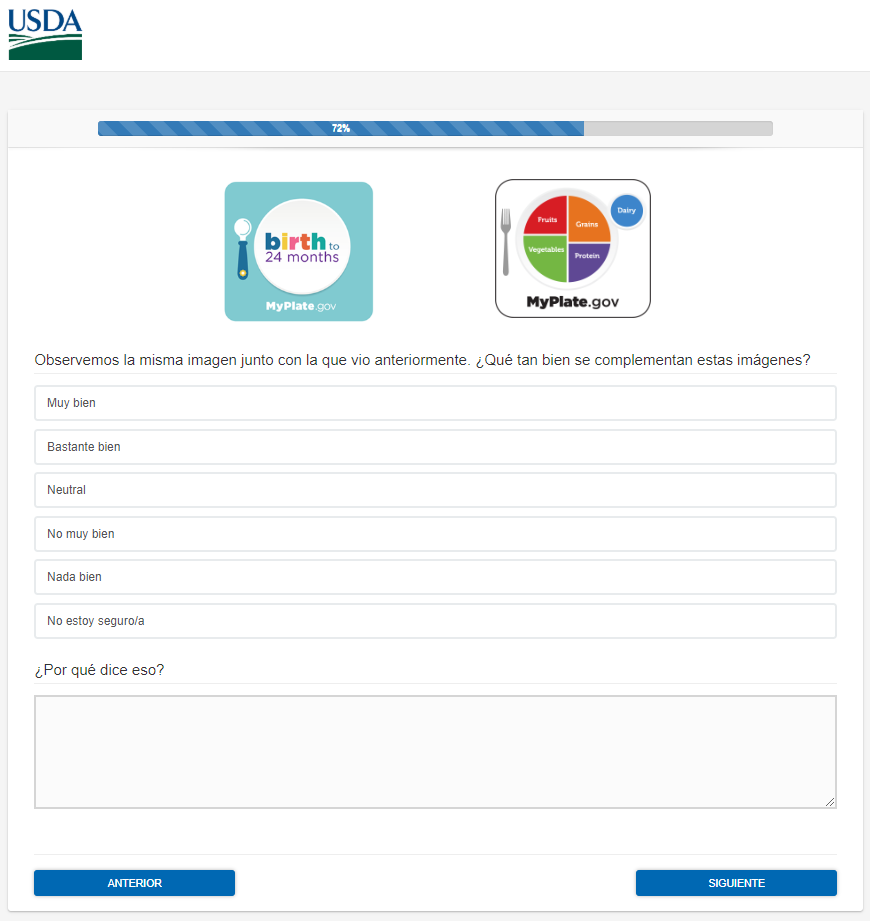 USDA
72%
birth to
24 months
MyPlate.gov
Fruits
Grains
Dairy
Vegetables
Protein
MyPlate.gov
Observemos la misma imagen junto con la que vio anteriormente. ¿Qué tan bien se complementan estas imágenes?
Muy bien
Bastante bien
Neutral
No muy bien
Nada bien
No estoy seguro/a
¿Por qué dice eso?
ANTERIOR
SIGUIENTE